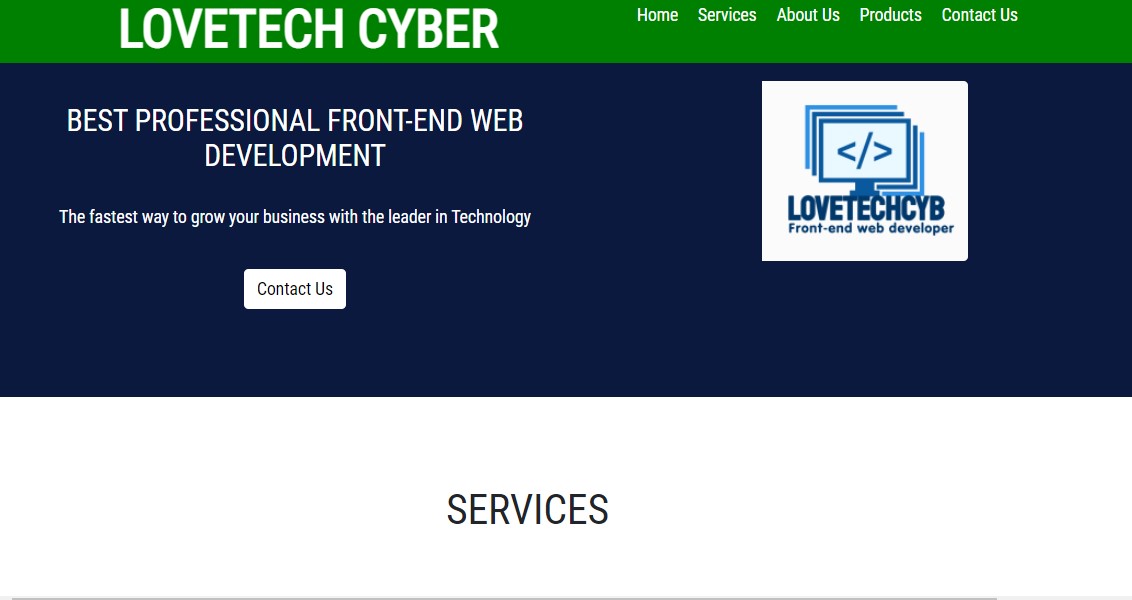 LOVETECH CYBER
Home Services About Us Products Contact Us
BEST PROFESSIONAL FRONT-END WEB
DEVELOPMENT
The fastest way to grow your business with the leader in Technology
Contact Us
</>
LOVETECHCYB
Front-end web developer
SERVICES